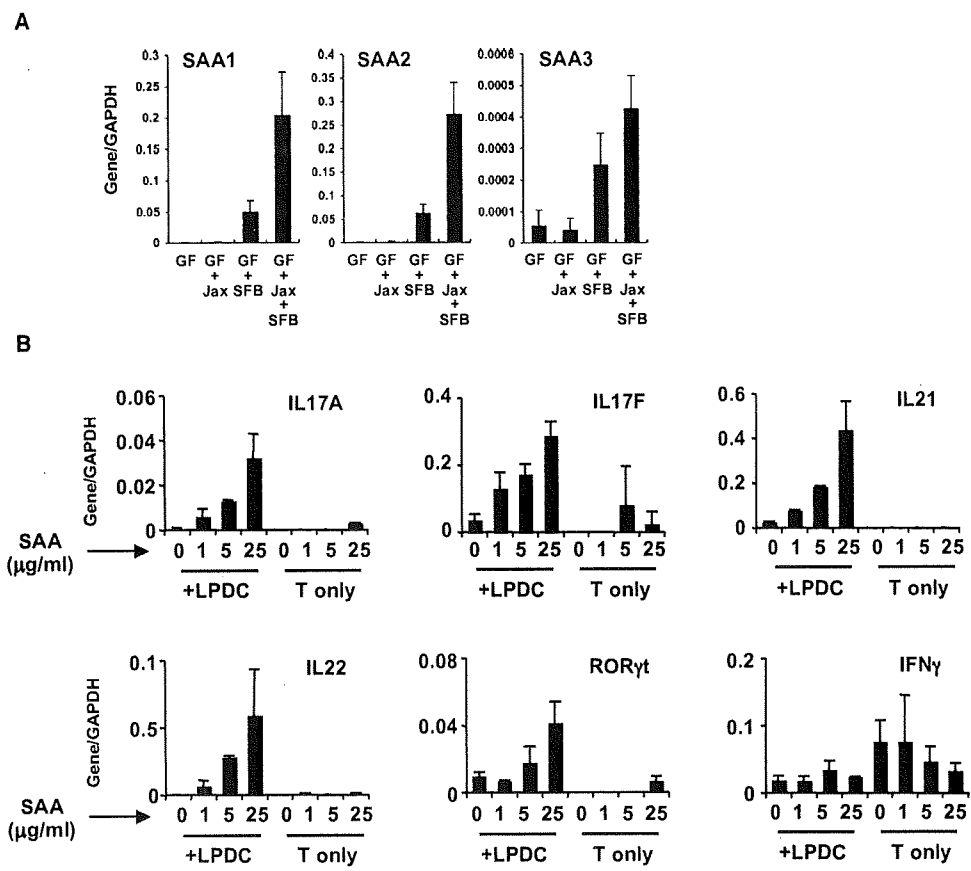 A
SAA1
SAA2
SAA3
Gene/GAPDH
0.3
0.25
0.2
0.15
0.1
0.05
0
0.4
0.35
0.3
0.25
0.2
0.15
0.1
0.05
0
0.0006
0.0005
0.0004
0.0003
0.0002
0.0001
0
GF GF + Jax GF + SFB GF + Jax + SFB
GF GF + Jax GF + SFB GF + Jax + SFB
GF GF + Jax GF + SFB GF + Jax + SFB
B
IL17A
Gene/GAPDH
0.06
0.04
0.02
0
IL17F
0.4
0.2
0
IL21
0.6
0.4
0.2
0
SAA
(μg/ml)
0 1 5 25 0 1 5 25
+LPDC T only
0 1 5 25 0 1 5 25
+LPDC T only
0 1 5 25 0 1 5 25
+LPDC T only
IL22
Gene/GAPDH
0.1
0.5
0
RORγt
0.08
0.04
0
IFNγ
0.2
0.1
0
SAA
(μg/ml)
0 1 5 25 0 1 5 25
+LPDC T only
0 1 5 25 0 1 5 25
+LPDC T only
0 1 5 25 0 1 5 25
+LPDC T only